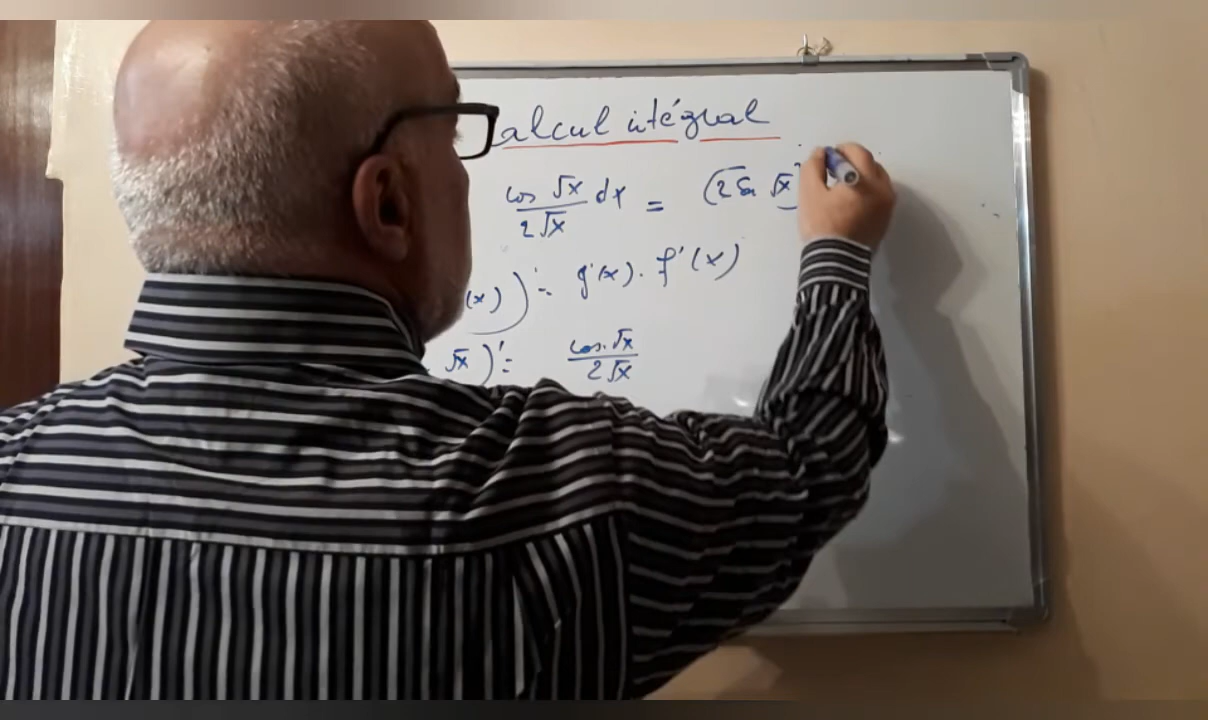 alcul intégral
cos √x / 2√x dx = (2 Sin √x)
(x))' = g'(x). f'(x)
√x)' = cos. √x / 2√x